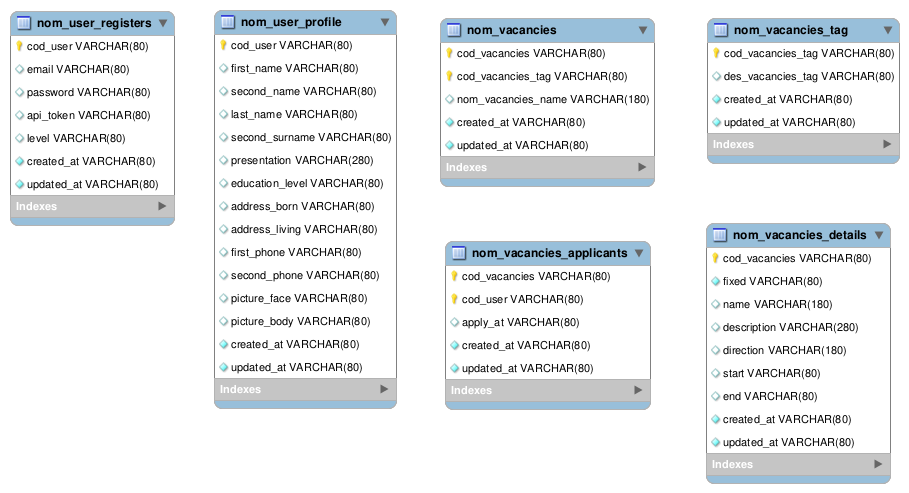 nom_user_registers
cod_user VARCHAR(80)
email VARCHAR(80)
password VARCHAR(80)
api_token VARCHAR(80)
level VARCHAR(80)
created_at VARCHAR(80)
updated_at VARCHAR(80)
Indexes
nom_user_profile
cod_user VARCHAR(80)
first_name VARCHAR(80)
second_name VARCHAR(80)
last_name VARCHAR(80)
second_surname VARCHAR(80)
presentation VARCHAR(280)
education_level VARCHAR(80)
address_born VARCHAR(80)
address_living VARCHAR(80)
first_phone VARCHAR(80)
second_phone VARCHAR(80)
picture_face VARCHAR(80)
picture_body VARCHAR(80)
created_at VARCHAR(80)
updated_at VARCHAR(80)
Indexes
nom_vacancies
cod_vacancies VARCHAR(80)
cod_vacancies_tag VARCHAR(80)
nom_vacancies_name VARCHAR(180)
created_at VARCHAR(80)
updated_at VARCHAR(80)
Indexes
nom_vacancies_applicants
cod_vacancies VARCHAR(80)
cod_user VARCHAR(80)
apply_at VARCHAR(80)
created_at VARCHAR(80)
updated_at VARCHAR(80)
Indexes
nom_vacancies_tag
cod_vacancies_tag VARCHAR(80)
des_vacancies_tag VARCHAR(80)
created_at VARCHAR(80)
updated_at VARCHAR(80)
Indexes
nom_vacancies_details
cod_vacancies VARCHAR(80)
fixed VARCHAR(80)
name VARCHAR(180)
description VARCHAR(280)
direction VARCHAR(180)
start VARCHAR(80)
end VARCHAR(80)
created_at VARCHAR(80)
updated_at VARCHAR(80)
Indexes